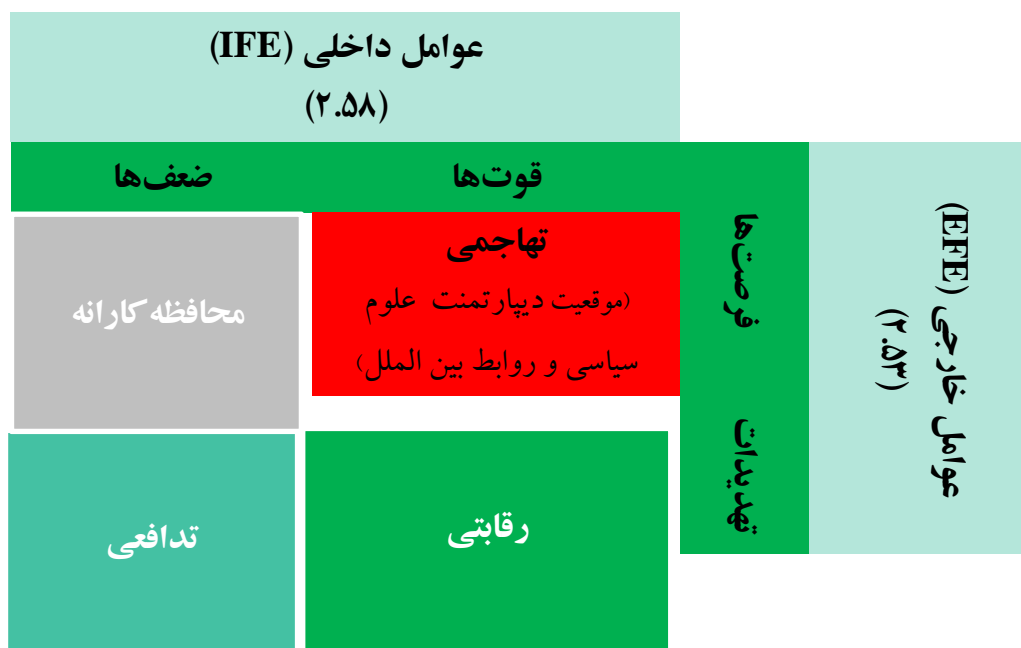 عوامل داخلی (IFE)
(۲.۵۸)
قوت‌ها
ضعف‌ها
عوامل خارجی (EFE)
(۲.۵۳)
فرصت‌ها
تهاجمی
(موقعیت دیپارتمنت علوم
سیاسی و روابط بین الملل)
محافظه کارانه
تهدیدات
رقابتی
تدافعی